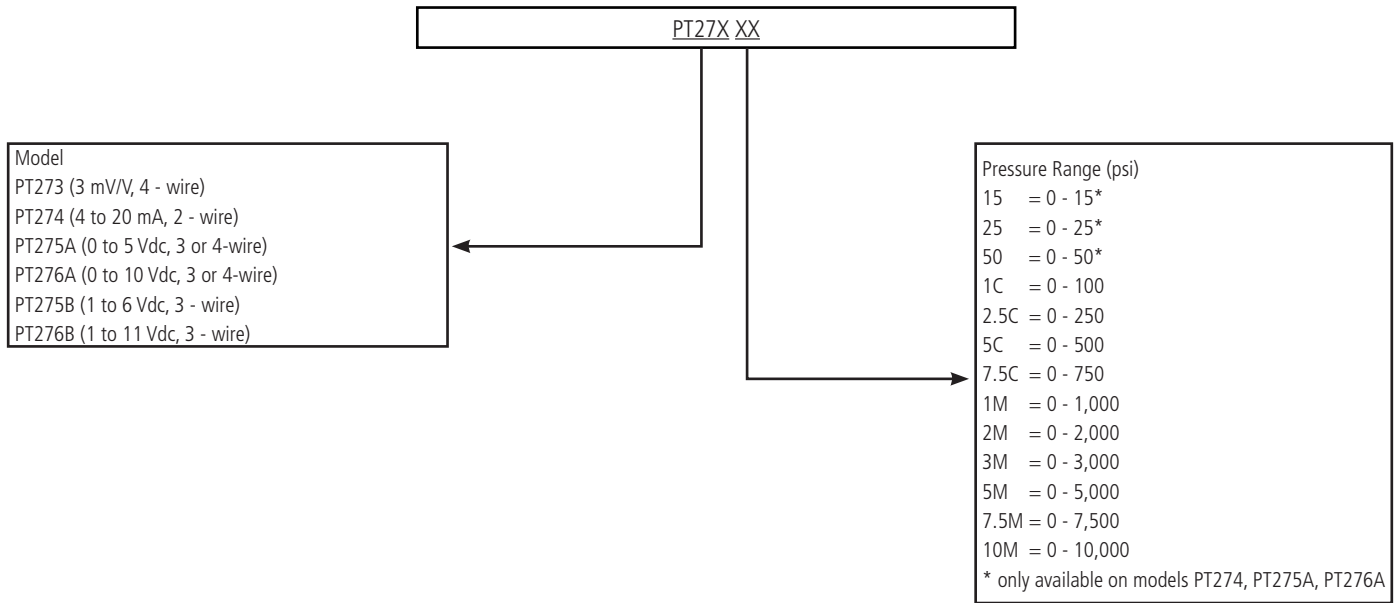 PT27X XX
Model
PT273 (3 mV/V, 4 - wire)
PT274 (4 to 20 mA, 2 - wire)
PT275A (0 to 5 Vdc, 3 or 4-wire)
PT276A (0 to 10 Vdc, 3 or 4-wire)
PT275B (1 to 6 Vdc, 3 - wire)
PT276B (1 to 11 Vdc, 3 - wire)
Pressure Range (psi)
15 = 0 - 15*
25 = 0 - 25*
50 = 0 - 50*
1C = 0 - 100
2.5C = 0 - 250
5C = 0 - 500
7.5C = 0 - 750
1M = 0 - 1,000
2M = 0 - 2,000
3M = 0 - 3,000
5M = 0 - 5,000
7.5M = 0 - 7,500
10M = 0 - 10,000
* only available on models PT274, PT275A, PT276A